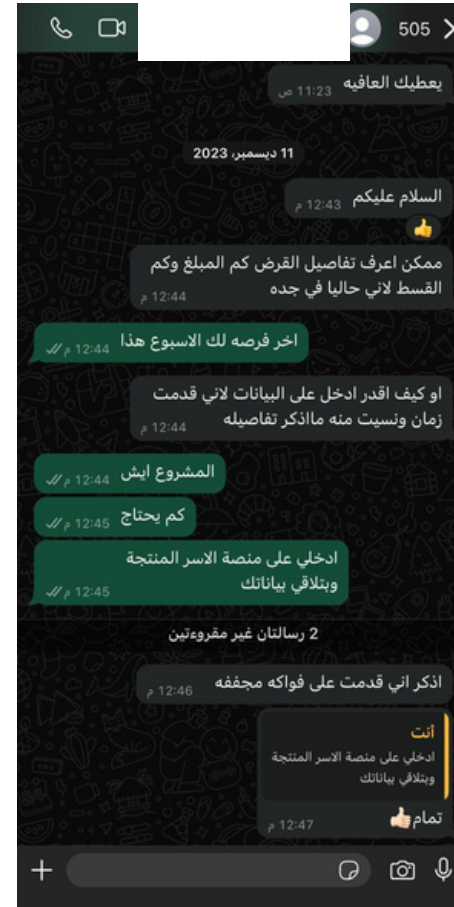 505
يعطيك العافيه
11:23 ص
11 ديسمبر، 2023
السلام عليكم
12:43 م
ممكن اعرف تفاصيل القرض كم المبلغ وكم
القسط لاني حاليا في جده
12:44 م
اخر فرصه لك الاسبوع هذا
12:44 م
او كيف اقدر ادخل على البيانات لاني قدمت
زمان ونسيت منه مااذكر تفاصيله
12:44 م
المشروع ايش
12:44 م
كم يحتاج
12:45 م
ادخلي على منصة الاسر المنتجة
وبتلاقي بياناتك
12:45 م
2 رسالتان غير مقروءتين
اذكر اني قدمت على فواكه مجففه
12:46 م
أنت
ادخلي على منصة الاسر المنتجة
وبتلاقي بياناتك
تمام
12:47 م